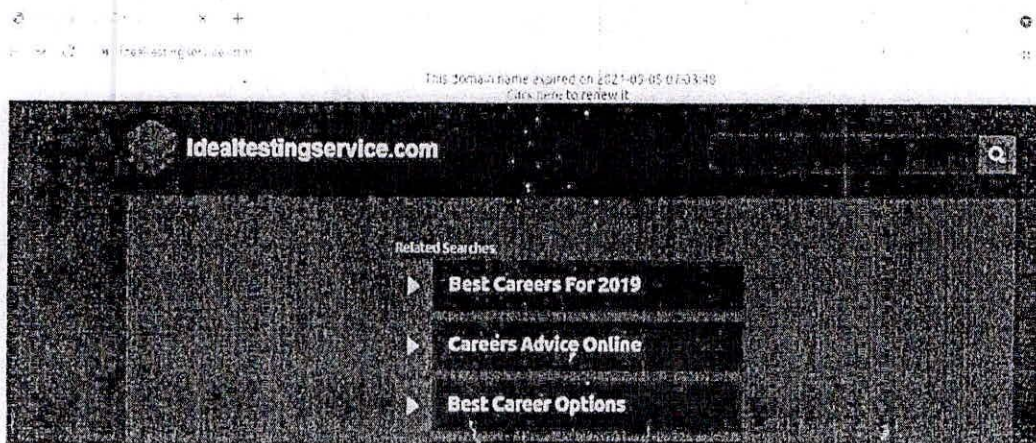 This domain name expired on 2021-05-05 07:03:48
Click here to renew it
Idealtestingservice.com
Related Searches
Best Careers For 2019
Careers Advice Online
Best Career Options